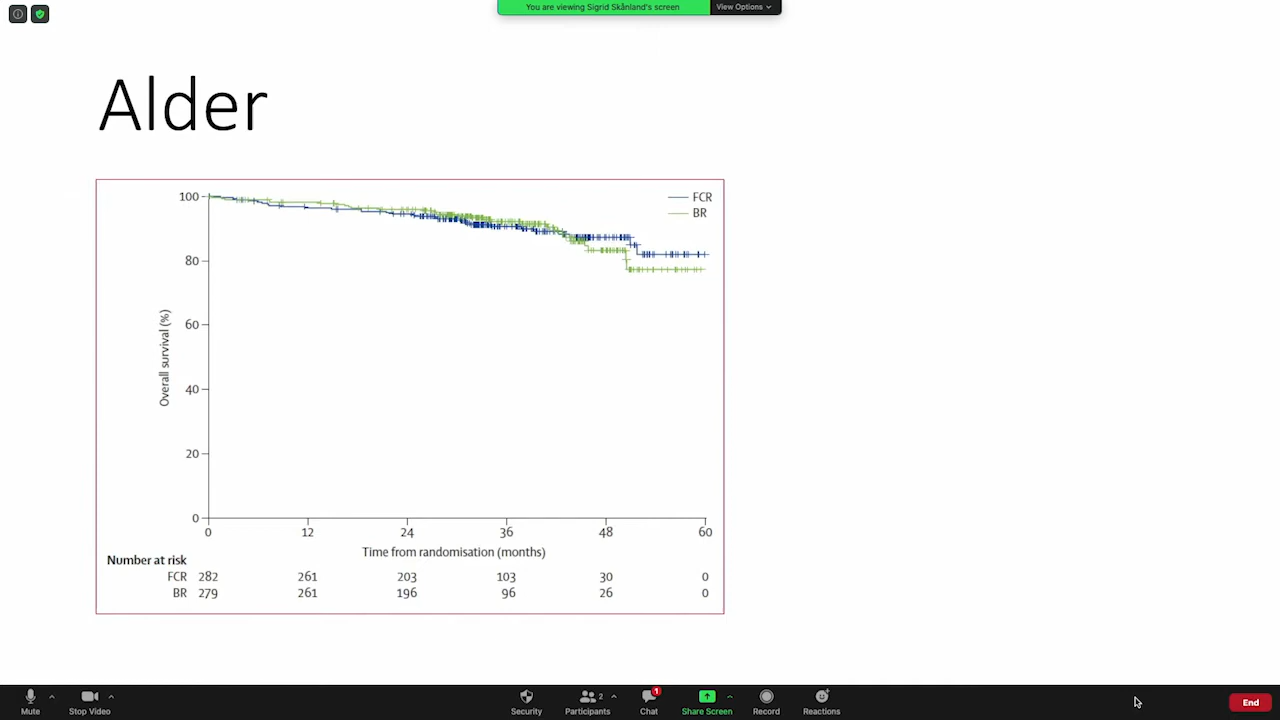 You are viewing Sigrid Skånland's screen View Options
Alder
100
80
60
40
20
0
Overall survival (%)
FCR
BR
0 12 24 36 48 60
Time from randomisation (months)
Number at risk
FCR 282 261 203 103 30 0
BR 279 261 196 96 26 0
Mute Stop Video Security Participants 2 Chat 1 Share Screen Record Reactions End